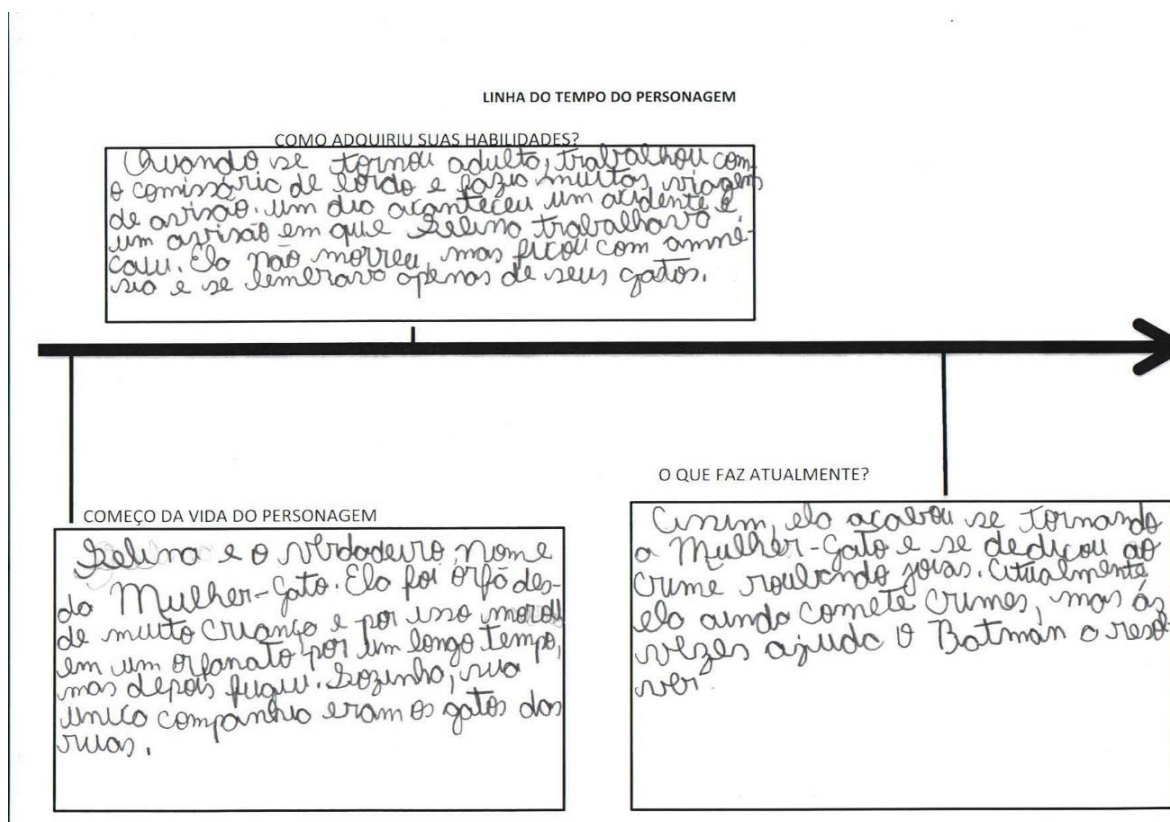 LINHA DO TEMPO DO PERSONAGEM
COMO ADQUIRIU SUAS HABILIDADES?
Quando se tornou adulta, trabalhou com
o comissária de bordo e fazia muitas viagens
de avisão. um dia aconteceu um acidente e
um avisão em que Selina trabalhava
caiu. Ela não morreu, mas ficou com amné-
sia e se lembrava apenas de seus gatos.
COMEÇO DA VIDA DO PERSONAGEM
Selina e o verdadeiro nome
da Mulher-Gato. Ela foi órfã des-
de muito criança e por isso morou
em um orfanato por um longo tempo,
mas depois fugiu. Sozinha, sua
unica companhia eram os gatos das
ruas.
O QUE FAZ ATUALMENTE?
Assim, ela acabou se tornando
a Mulher-Gato e se dedicou ao
crime roubando joias. Atualmente
ela ainda comete crimes, mas ás
vezes ajuda o Batman a resol-
ver.